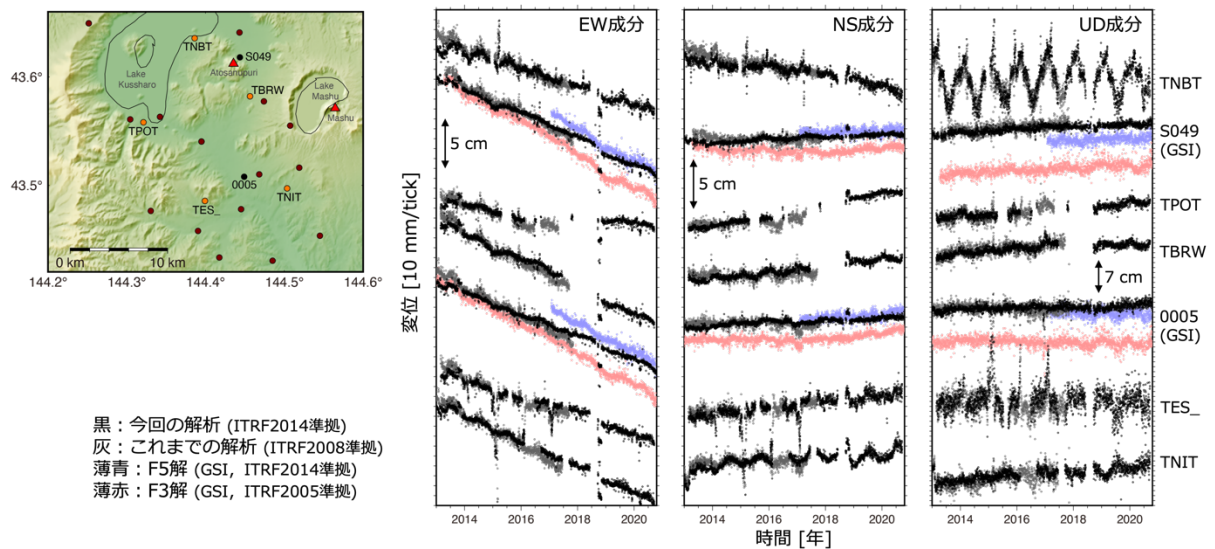 TNBT
S049
Lake
Kussharo
Atosanupuri
TBRW
Lake
Mashu
Mashu
TPOT
0005
TNIT
TES_
43.6°
43.5°
0 km
10 km
144.2°
144.3°
144.4°
144.5°
144.6°
黒:今回の解析 (ITRF2014準拠)
灰:これまでの解析 (ITRF2008準拠)
薄青:F5解 (GSI, ITRF2014準拠)
薄赤:F3解 (GSI, ITRF2005準拠)
EW成分
NS成分
UD成分
変位 [10 mm/tick]
5 cm
5 cm
7 cm
TNBT
S049
(GSI)
TPOT
TBRW
0005
(GSI)
TES_
TNIT
2014
2016
2018
2020
2014
2016
2018
2020
2014
2016
2018
2020
時間 [年]